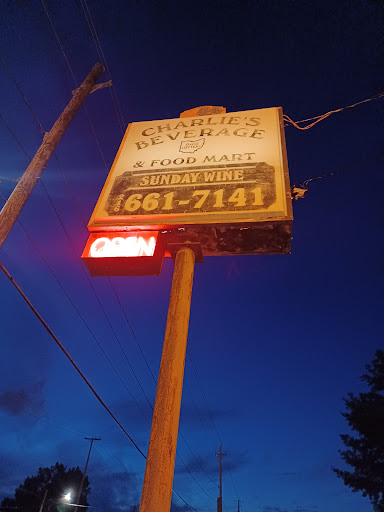 CHARLIE'S
BEVERAGE
& FOOD MART
SUNDAY WINE
661-7141
OPEN